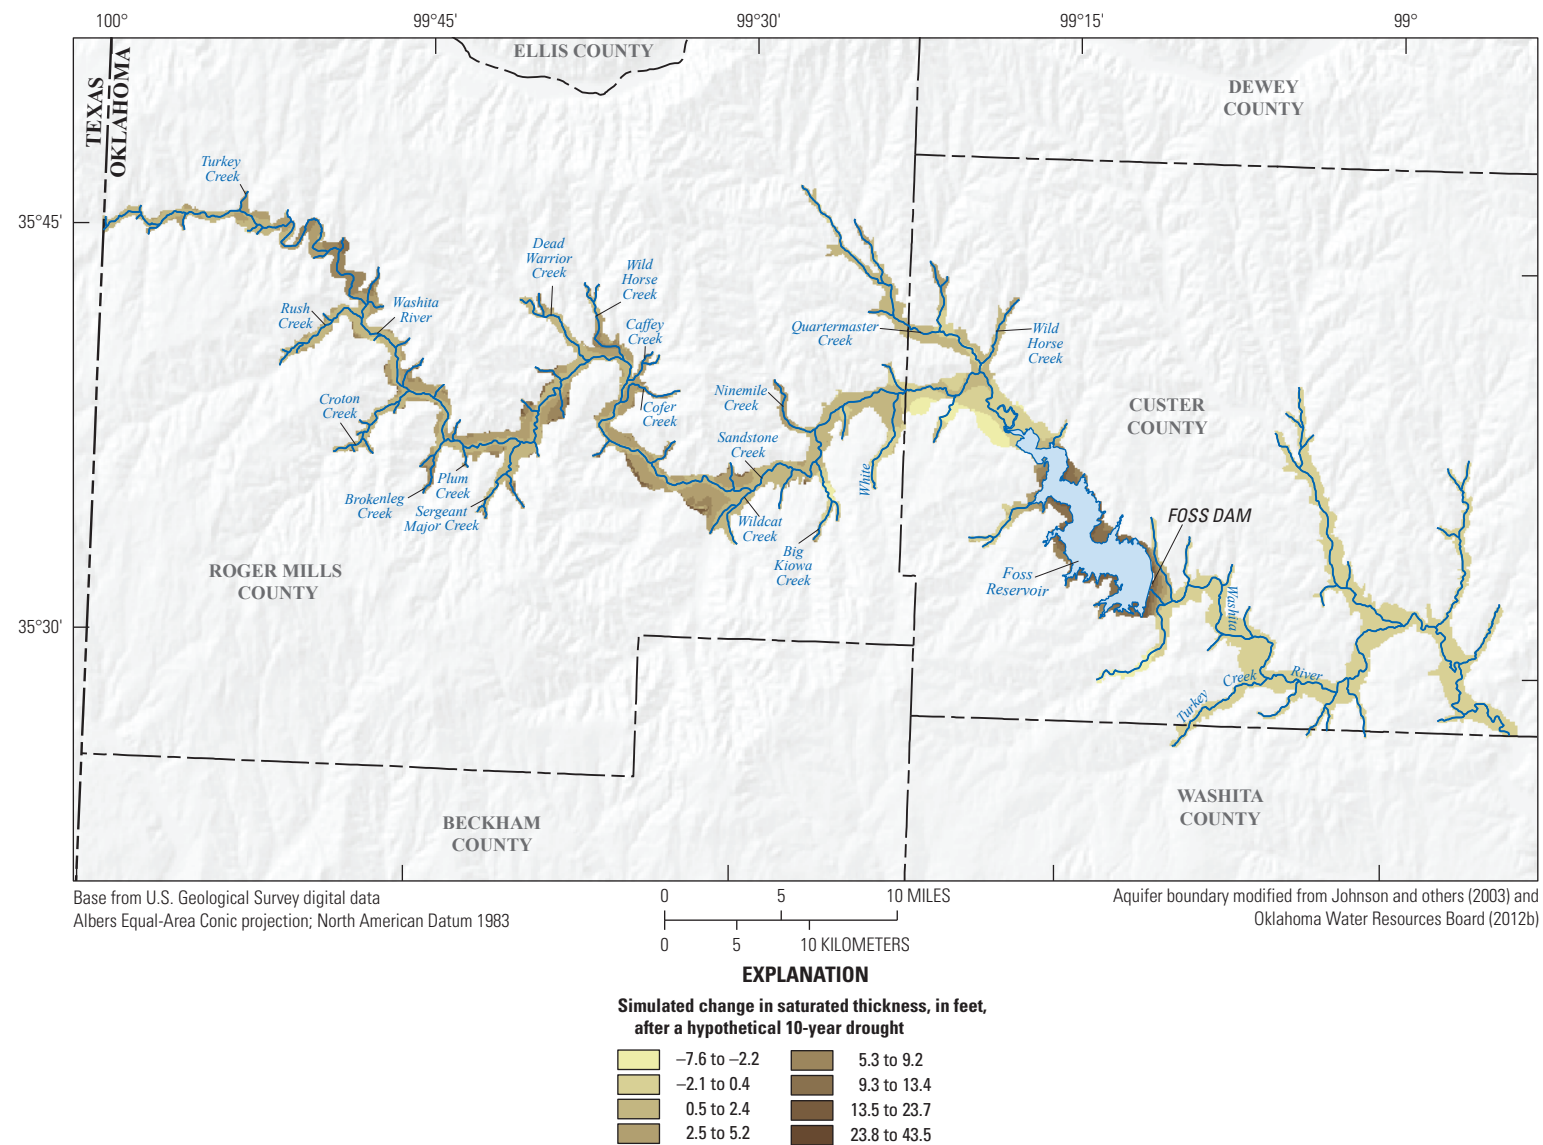 100°
99°45'
99°30'
99°15'
99°
ELLIS COUNTY
TEXAS
OKLAHOMA
DEWEY
COUNTY
Turkey
Creek
35°45'
Dead
Warrior
Creek
Wild
Horse
Creek
Rush
Creek
Washita
River
Caffey
Creek
Quartermaster
Creek
Wild
Horse
Creek
Croton
Creek
Cofer
Creek
Ninemile
Creek
CUSTER
COUNTY
Sandstone
Creek
White
Brokenleg
Creek
Plum
Creek
Sergeant
Major Creek
Wildcat
Creek
Big
Kiowa
Creek
FOSS DAM
Foss
Reservoir
ROGER MILLS
COUNTY
Washita
River
35°30'
Turkey
Creek
BECKHAM
COUNTY
WASHITA
COUNTY
Base from U.S. Geological Survey digital data
Albers Equal-Area Conic projection; North American Datum 1983
0 5 10 MILES
0 5 10 KILOMETERS
Aquifer boundary modified from Johnson and others (2003) and
Oklahoma Water Resources Board (2012b)
EXPLANATION
Simulated change in saturated thickness, in feet,
after a hypothetical 10-year drought
–7.6 to –2.2
–2.1 to 0.4
0.5 to 2.4
2.5 to 5.2
5.3 to 9.2
9.3 to 13.4
13.5 to 23.7
23.8 to 43.5